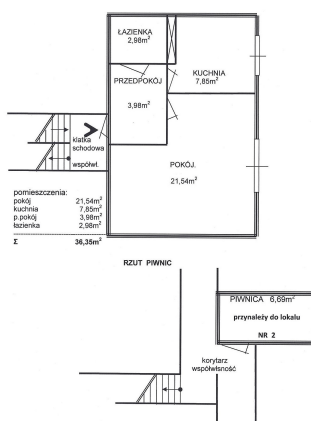 ŁAZIENKA
2,98m²
KUCHNIA
7,85m²
PRZEDPOKÓJ
3,98m²
klatka
schodowa
współwł.
POKÓJ.
21,54m²
pomieszczenia:
pokój 21,54m²
kuchnia 7,85m²
p.pokój 3,98m²
łazienka 2,98m²
Σ 36,35m²
RZUT PIWNIC
PIWNICA 6,69m²
przynależy do lokalu
NR 2
korytarz
współwłsność